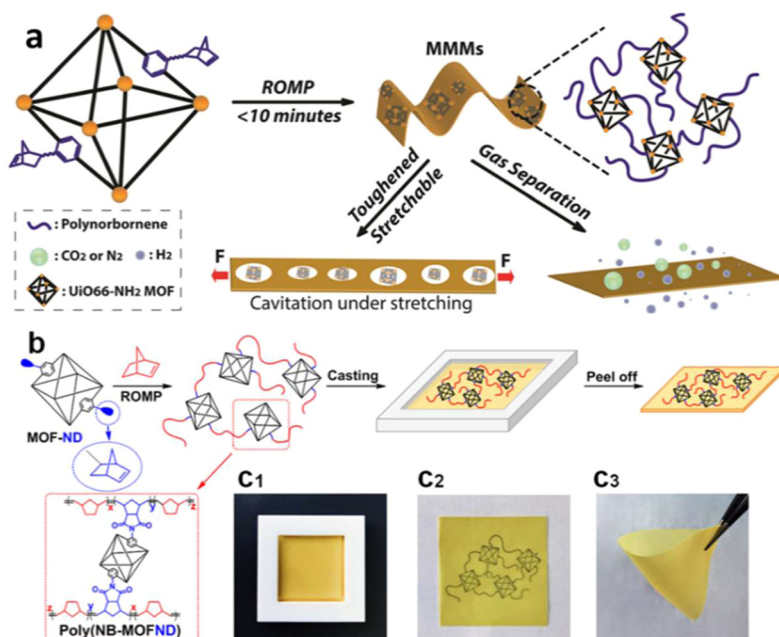 a
ROMP
<10 minutes
MMMs
Toughened
Stretchable
Gas Separation
: Polynorbornene
: CO2 or N2
: H2
: UiO66-NH2 MOF
F
F
Cavitation under stretching
b
ROMP
MOF-ND
Casting
Peel off
z
x
y
z
O
N
O
O
N
O
z
y
x
z
Poly(NB-MOFND)
C1
C2
C3